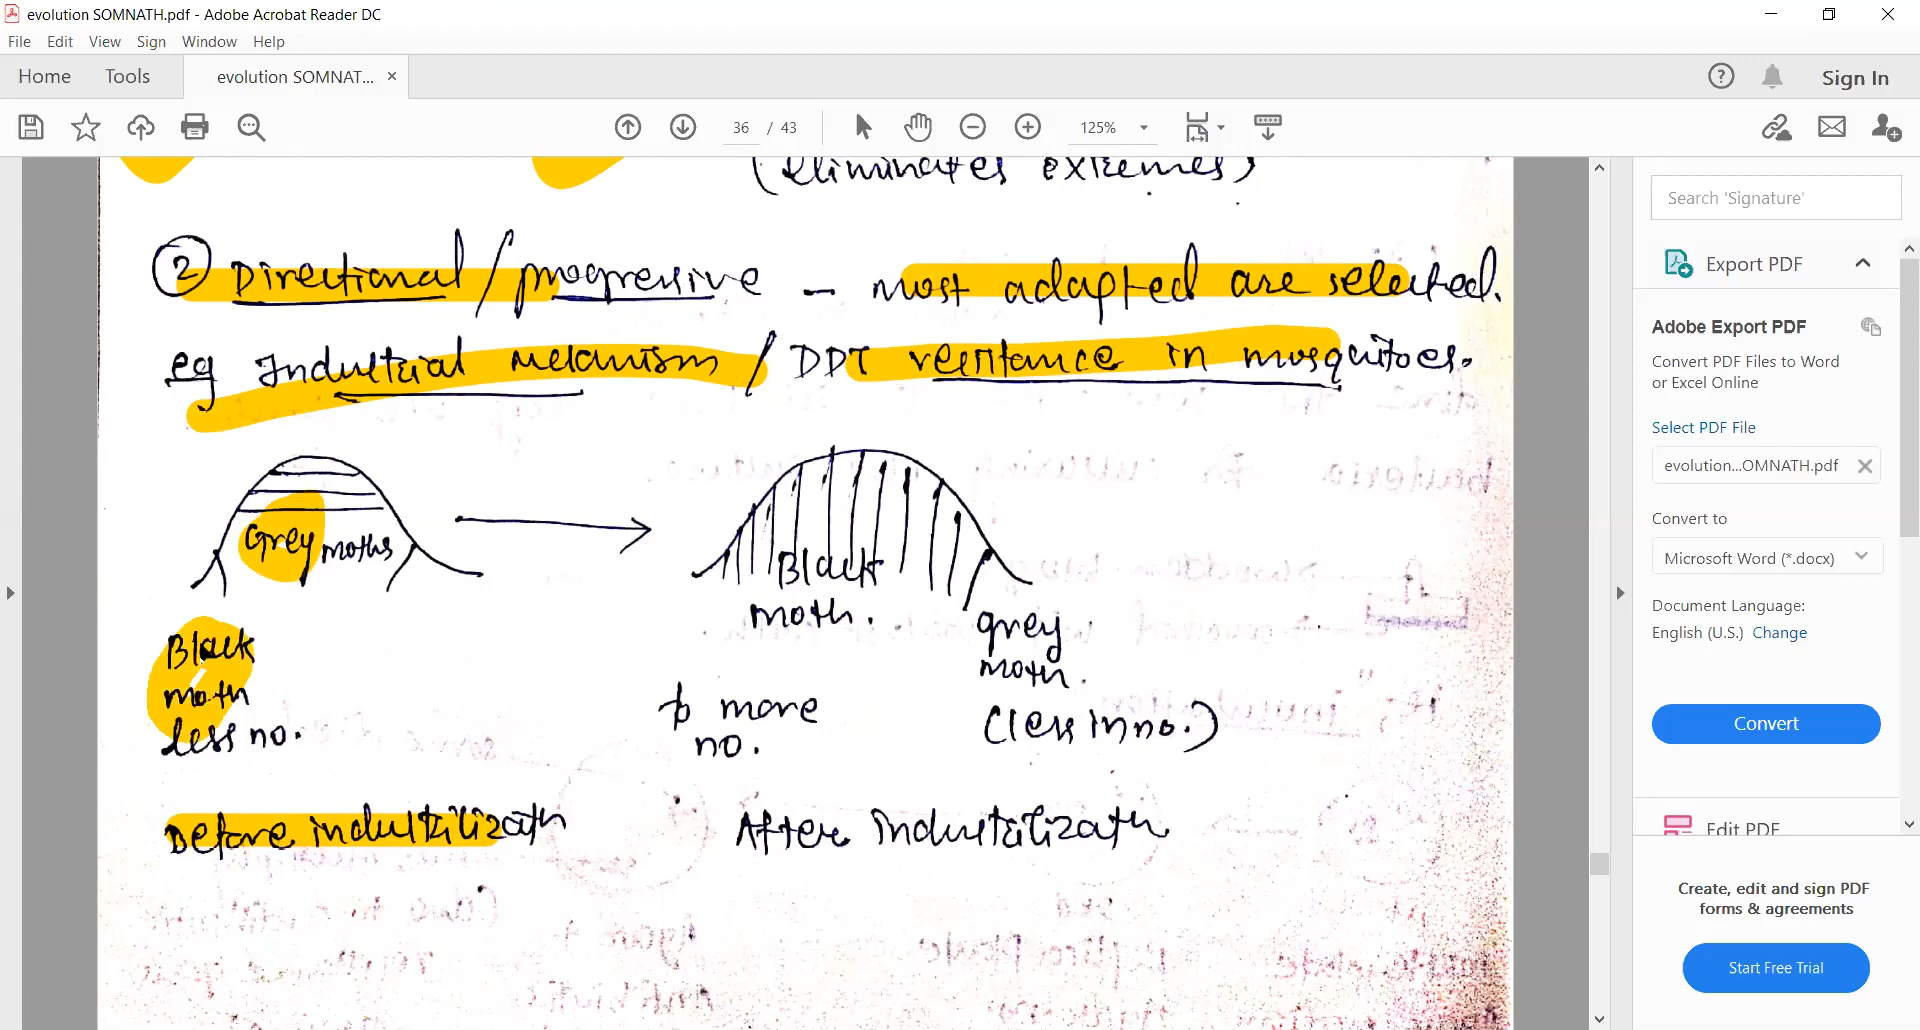 evolution SOMNATH.pdf - Adobe Acrobat Reader DC
File Edit View Sign Window Help
Home Tools evolution SOMNAT... × Sign In
36 / 43 125%
(eliminates extremes)
② Directional/progressive – most adapted are selected.
eg Industrial melanism / DDT resistance in mosquitoes.
Grey moths
Black moth.
Black
moth
less no.
grey
moth.
(less in no.)
more
no.
Before industilizatn
After industilizatn
Search 'Signature'
Export PDF
Adobe Export PDF
Convert PDF Files to Word
or Excel Online
Select PDF File
evolution...OMNATH.pdf
Convert to
Microsoft Word (*.docx)
Document Language:
English (U.S.) Change
Convert
Edit PDF
Create, edit and sign PDF
forms & agreements
Start Free Trial